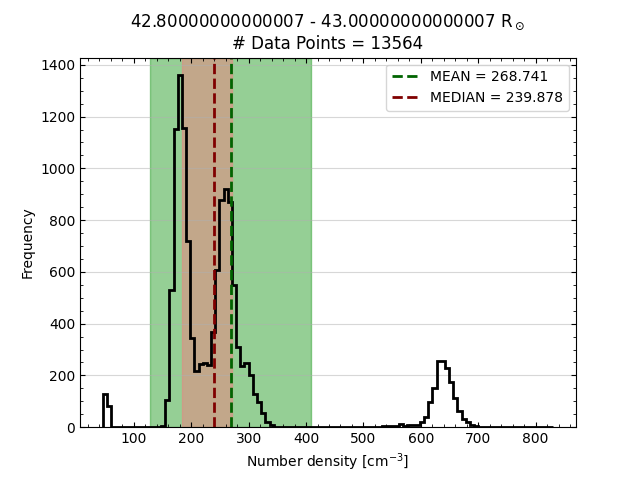 42.80000000000007 - 43.00000000000007 R⊙
# Data Points = 13564
MEAN = 268.741
MEDIAN = 239.878
1400
1200
1000
800
600
400
200
0
Frequency
100 200 300 400 500 600 700 800
Number density [cm⁻³]